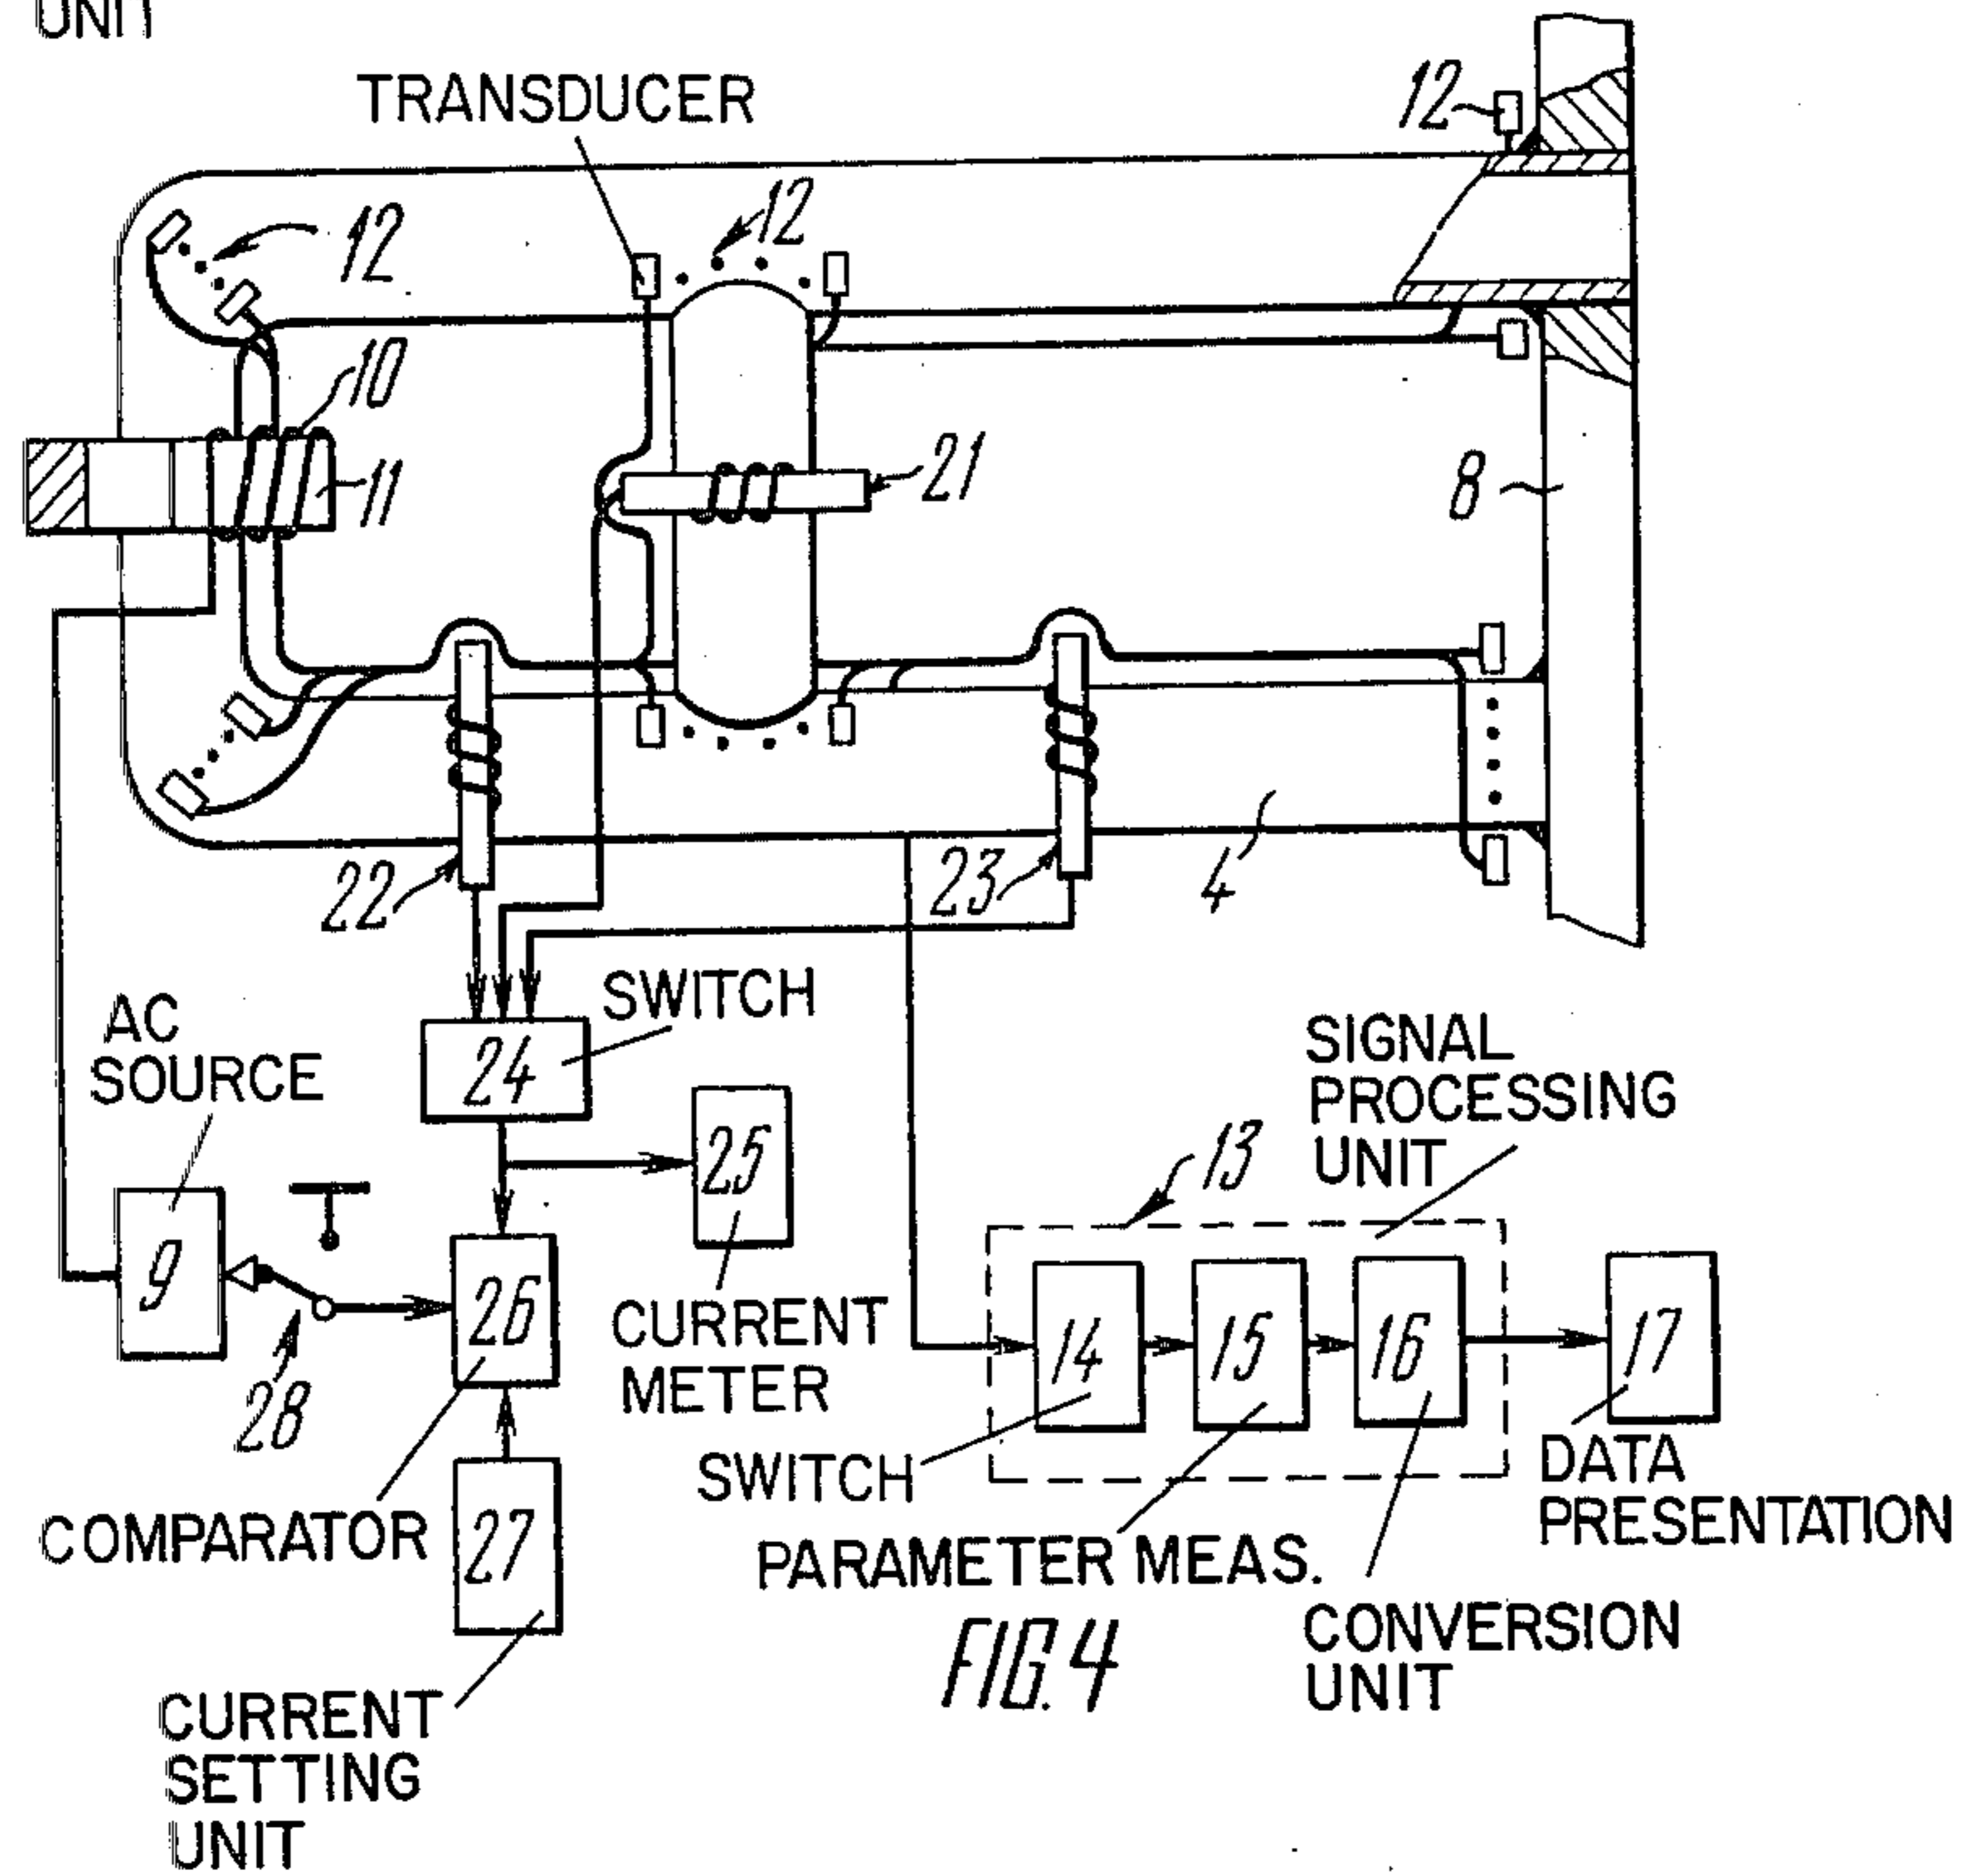 UNIT
TRANSDUCER
12
12
12
10
11
21
8
22
23
4
SWITCH
24
AC
SOURCE
25
SIGNAL
PROCESSING
UNIT
13
9
26
28
CURRENT
METER
14
15
16
17
SWITCH
DATA
PRESENTATION
COMPARATOR
27
PARAMETER MEAS.
CONVERSION
UNIT
FIG. 4
CURRENT
SETTING
UNIT